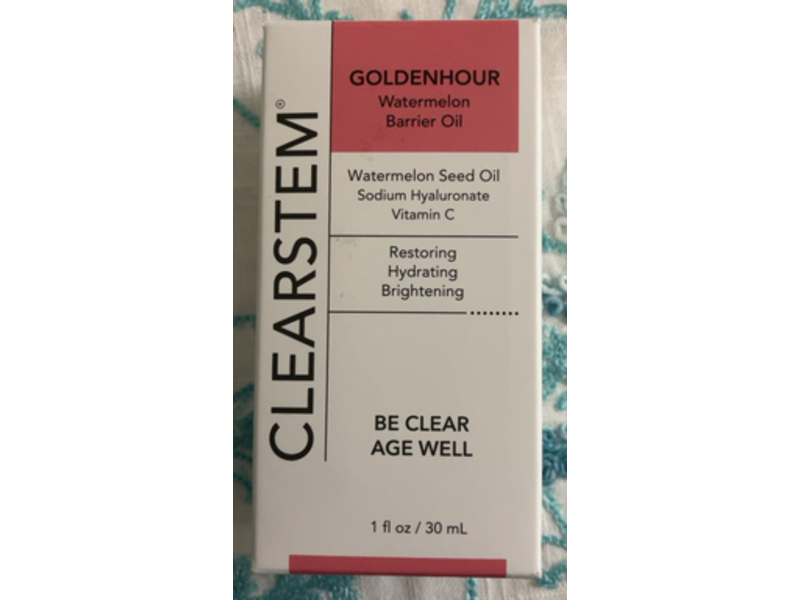 CLEARSTEM®
GOLDENHOUR
Watermelon
Barrier Oil
Watermelon Seed Oil
Sodium Hyaluronate
Vitamin C
Restoring
Hydrating
Brightening
BE CLEAR
AGE WELL
1 fl oz / 30 mL